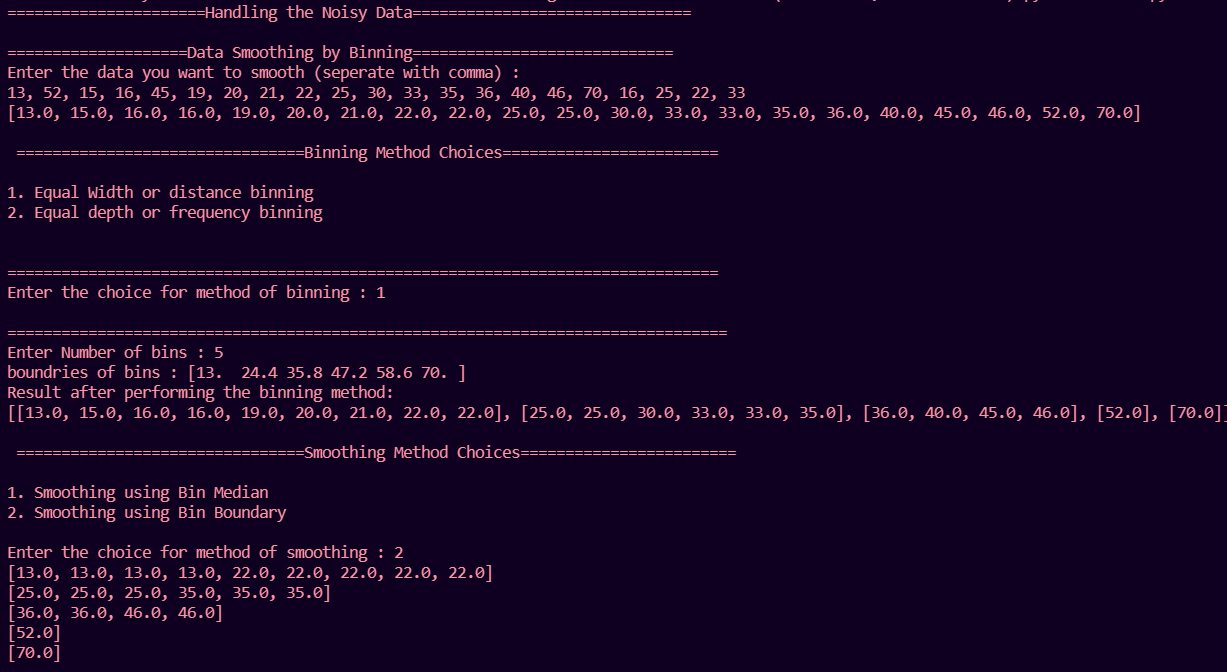 ======================Handling the Noisy Data===============================
====================Data Smoothing by Binning=============================
Enter the data you want to smooth (seperate with comma) :
13, 52, 15, 16, 45, 19, 20, 21, 22, 25, 30, 33, 35, 36, 40, 46, 70, 16, 25, 22, 33
[13.0, 15.0, 16.0, 16.0, 19.0, 20.0, 21.0, 22.0, 22.0, 25.0, 25.0, 30.0, 33.0, 33.0, 35.0, 36.0, 40.0, 45.0, 46.0, 52.0, 70.0]
================================Binning Method Choices========================
1. Equal Width or distance binning
2. Equal depth or frequency binning
===============================================================================
Enter the choice for method of binning : 1
================================================================================
Enter Number of bins : 5
boundries of bins : [13.  24.4 35.8 47.2 58.6 70. ]
Result after performing the binning method:
[[13.0, 15.0, 16.0, 16.0, 19.0, 20.0, 21.0, 22.0, 22.0], [25.0, 25.0, 30.0, 33.0, 33.0, 35.0], [36.0, 40.0, 45.0, 46.0], [52.0], [70.0]]
================================Smoothing Method Choices========================
1. Smoothing using Bin Median
2. Smoothing using Bin Boundary
Enter the choice for method of smoothing : 2
[13.0, 13.0, 13.0, 13.0, 22.0, 22.0, 22.0, 22.0, 22.0]
[25.0, 25.0, 25.0, 35.0, 35.0, 35.0]
[36.0, 36.0, 46.0, 46.0]
[52.0]
[70.0]